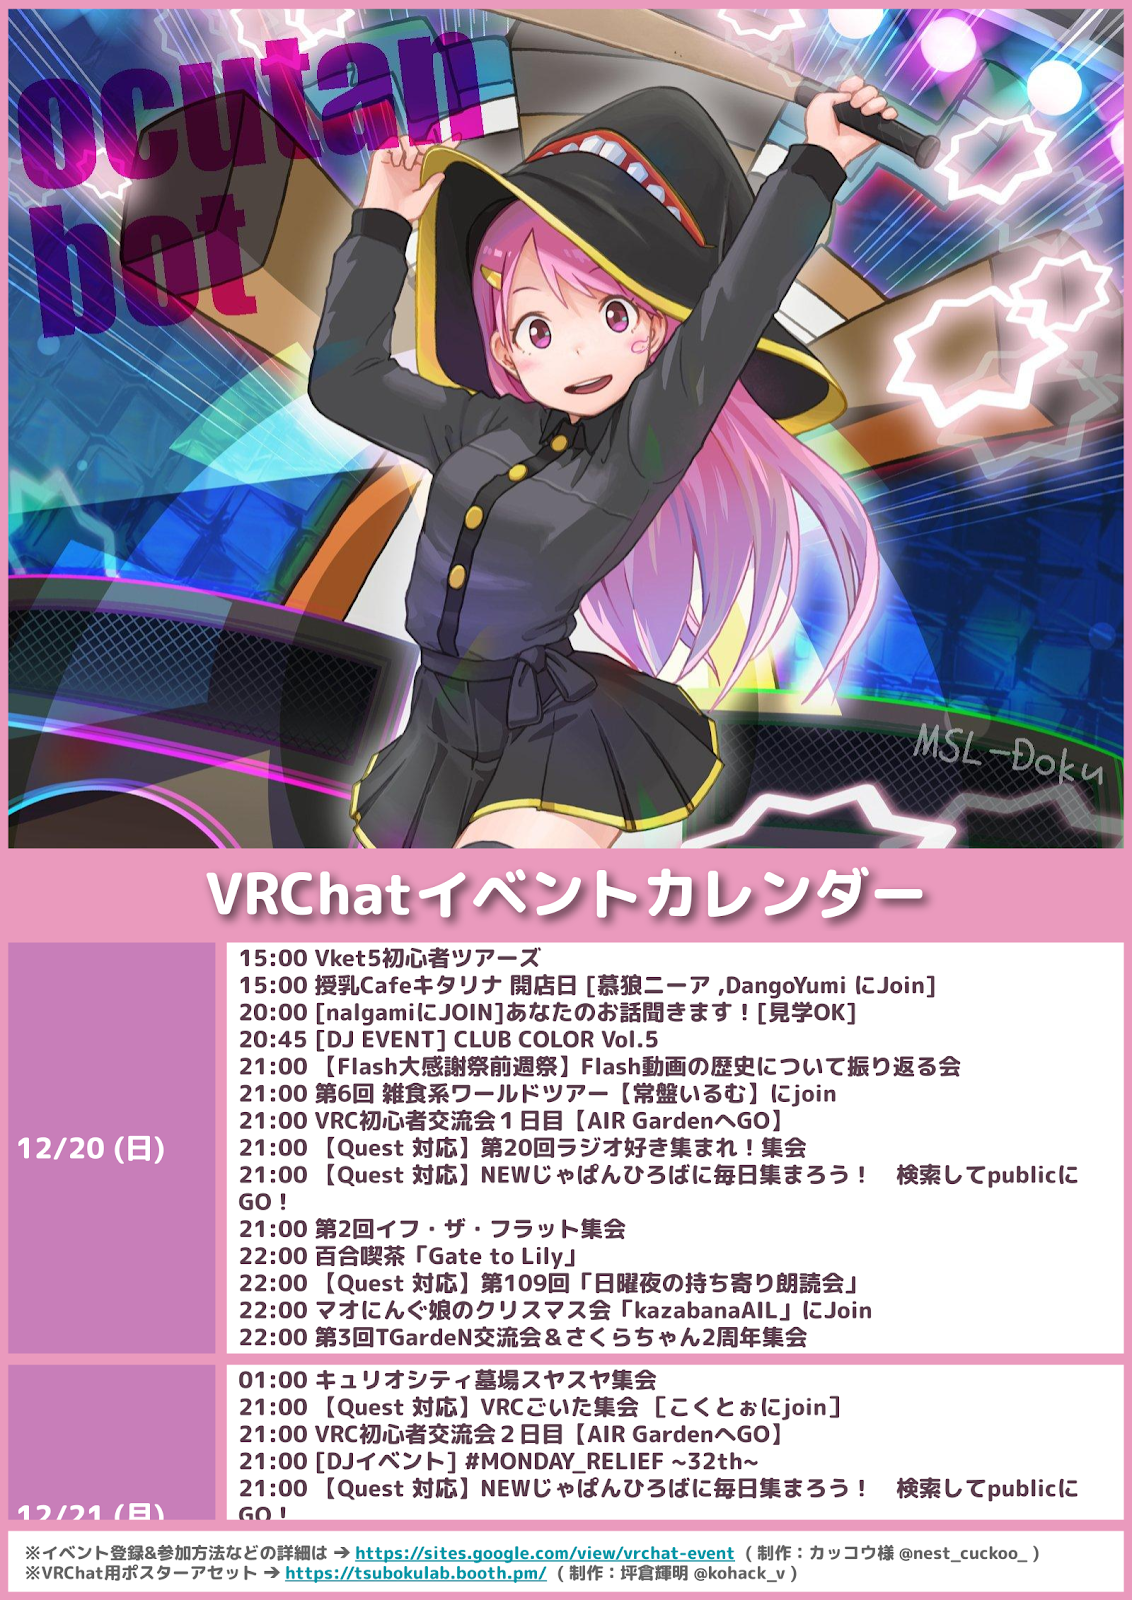 ocutan
bot
MSL-Doku
VRChatイベントカレンダー
12/20 (日)
15:00 Vket5初心者ツアーズ
15:00 授乳Cafeキタリナ 開店日 [慕狼ニーア ,DangoYumi にJoin]
20:00 [nalgamiにJOIN]あなたのお話聞きます！[見学OK]
20:45 [DJ EVENT] CLUB COLOR Vol.5
21:00 【Flash大感謝祭前週祭】Flash動画の歴史について振り返る会
21:00 第6回 雑食系ワールドツアー【常盤いるむ】にjoin
21:00 VRC初心者交流会１日目【AIR GardenへGO】
21:00 【Quest 対応】第20回ラジオ好き集まれ！集会
21:00 【Quest 対応】NEWじゃぱんひろばに毎日集まろう！　検索してpublicに
GO！
21:00 第2回イフ・ザ・フラット集会
22:00 百合喫茶「Gate to Lily」
22:00 【Quest 対応】第109回「日曜夜の持ち寄り朗読会」
22:00 マオにんぐ娘のクリスマス会「kazabanaAIL」にJoin
22:00 第3回TGardeN交流会＆さくらちゃん2周年集会
12/21 (月)
01:00 キュリオシティ墓場スヤスヤ集会
21:00 【Quest 対応】VRCごいた集会 ［こくとぉにjoin］
21:00 VRC初心者交流会２日目【AIR GardenへGO】
21:00 [DJイベント] #MONDAY_RELIEF ~32th~
21:00 【Quest 対応】NEWじゃぱんひろばに毎日集まろう！　検索してpublicに
GO！
※イベント登録&参加方法などの詳細は → https://sites.google.com/view/vrchat-event ( 制作：カッコウ様 @nest_cuckoo_ )
※VRChat用ポスターアセット → https://tsubokulab.booth.pm/ ( 制作：坪倉輝明 @kohack_v )